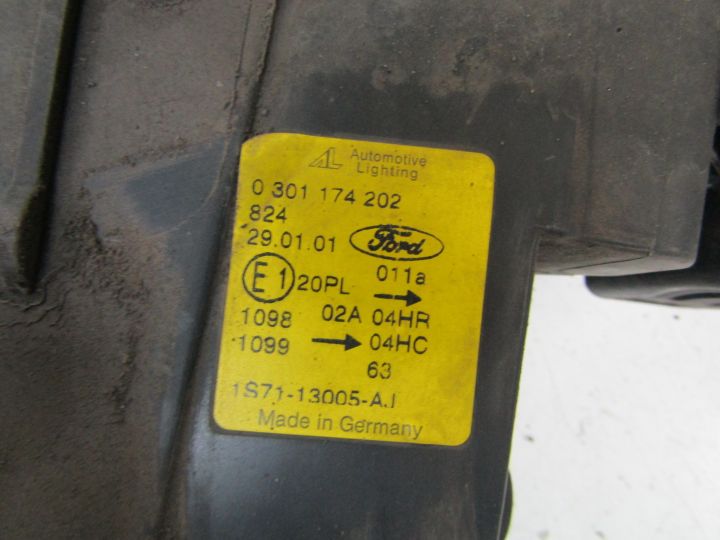 AL Automotive
Lighting
0 301 174 202
824
29.01.01 Ford
E1 20PL 011a →
1098 02A 04HR
1099 → 04HC
63
1S71-13005-AJ
Made in Germany